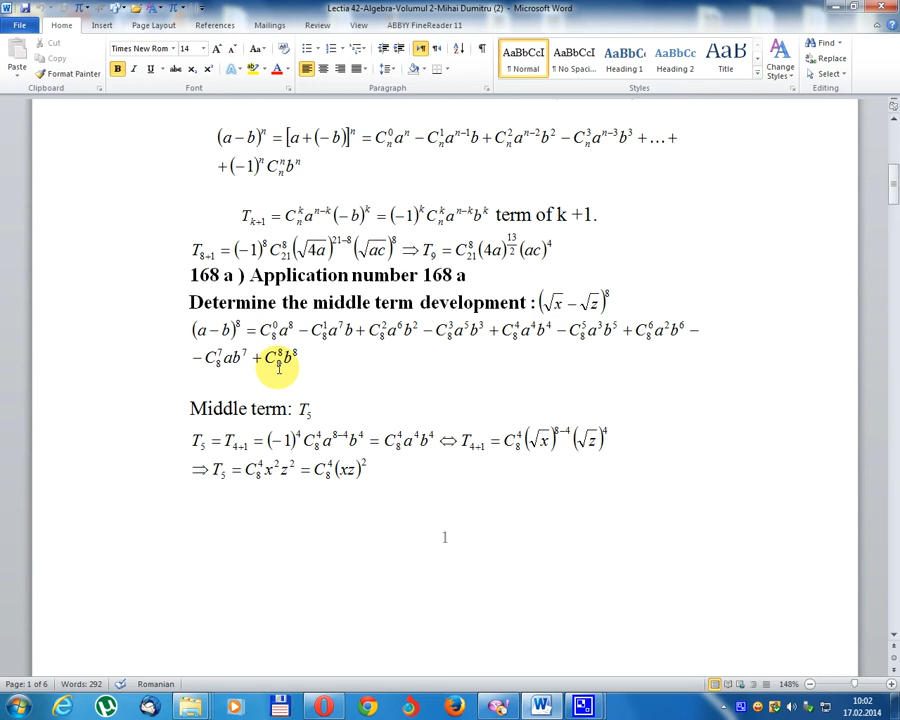 Lectia 42-Algebra-Volumul 2-Mihai Dumitru (2) - Microsoft Word
File Home Insert Page Layout References Mailings Review View ABBYY FineReader 11
Cut
Copy
Format Painter
Paste
Clipboard
Times New Rom 14
Font
Paragraph
AaBbCcI AaBbCcI AaBbC AaBbCc AaB
¶ Normal ¶ No Spaci... Heading 1 Heading 2 Title
Change Styles
Styles
Find
Replace
Select
Editing
(a − b)^n = [a + (− b)]^n = C_n^0 a^n − C_n^1 a^{n−1} b + C_n^2 a^{n−2} b^2 − C_n^3 a^{n−3} b^3 + … +
+ (−1)^n C_n^n b^n
T_{k+1} = C_n^k a^{n−k} (− b)^k = (−1)^k C_n^k a^{n−k} b^k term of k +1.
T_{8+1} = (−1)^8 C_{21}^8 (√4a)^{21−8} (√ac)^8 ⇒ T_9 = C_{21}^8 (4a)^{13/2} (ac)^4
168 a ) Application number 168 a
Determine the middle term development : (√x − √z)^8
(a − b)^8 = C_8^0 a^8 − C_8^1 a^7 b + C_8^2 a^6 b^2 − C_8^3 a^5 b^3 + C_8^4 a^4 b^4 − C_8^5 a^3 b^5 + C_8^6 a^2 b^6 −
− C_8^7 ab^7 + C_8^8 b^8
Middle term: T_5
T_5 = T_{4+1} = (−1)^4 C_8^4 a^{8−4} b^4 = C_8^4 a^4 b^4 ⇔ T_{4+1} = C_8^4 (√x)^{8−4} (√z)^4
⇒ T_5 = C_8^4 x^2 z^2 = C_8^4 (xz)^2
1
Page: 1 of 6 Words: 292 Romanian 148%
10:02
17.02.2014